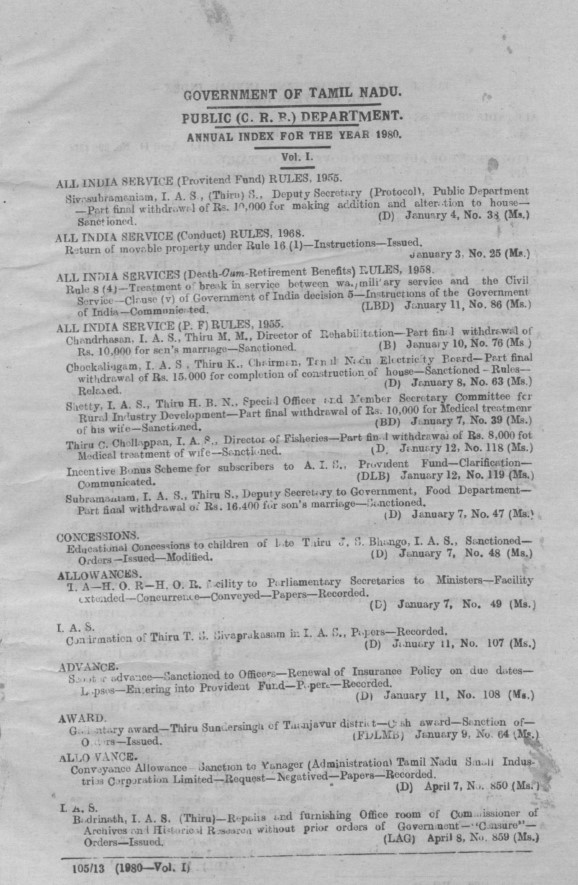 GOVERNMENT OF TAMIL NADU.
PUBLIC (C. R. R.) DEPARTMENT.
ANNUAL INDEX FOR THE YEAR 1980.
Vol. I.
ALL INDIA SERVICE (Provitend Fund) RULES, 1955.
Sivasubramaniam, I. A. S., (Thiru) S., Deputy Secretary (Protocol), Public Department
—Part final withdrawal of Rs. 10,000 for making addition and alteration to house—
Sanctioned. (D) January 4, No. 38 (Ms.)
ALL INDIA SERVICE (Conduct) RULES, 1968.
Return of movable property under Rule 16 (1)—Instructions—Issued.
January 3, No. 25 (Ms.)
ALL INDIA SERVICES (Death-Cum-Retirement Benefits) RULES, 1958.
Rule 8 (4)—Treatment of break in service between war/military service and the Civil
Service—Clause (v) of Government of India decision 5—Instructions of the Government
of India—Communicated. (LBD) January 11, No. 86 (Ms.)
ALL INDIA SERVICE (P. F) RULES, 1955.
Chandrhasan, I. A. S., Thiru M. M., Director of Rehabilitation—Part final withdrawal of
Rs. 10,000 for son's marriage—Sanctioned. (B) January 10, No. 76 (Ms.)
Chockalingam, I. A. S., Thiru K., Chairman, Tamil Nadu Electricity Board—Part final
withdrawal of Rs. 15,000 for completion of construction of house—Sanctioned—Rules—
Relaxed. (D) January 8, No. 63 (Ms.)
Shetty, I. A. S., Thiru H. B. N., Special Officer and Member Secretary Committee for
Rural Industry Development—Part final withdrawal of Rs. 10,000 for Medical treatment
of his wife—Sanctioned. (BD) January 7, No. 39 (Ms.)
Thiru C. Chellappan, I. A. S., Director of Fisheries—Part final withdrawal of Rs. 8,000 fot
Medical treatment of wife—Sanctioned. (D, January 12, No. 118 (Ms.)
Incentive Bonus Scheme for subscribers to A. I. S., Provident Fund—Clarification—
Communicated. (DLB) January 12, No. 119 (Ms.)
Subramaniam, I. A. S., Thiru S., Deputy Secretary to Government, Food Department—
Part final withdrawal of Rs. 16,400 for son's marriage—Sanctioned.
(D) January 7, No. 47 (Ms.)
CONCESSIONS.
Educational Concessions to children of late Thiru J. S. Bhongo, I. A. S., Sanctioned—
Orders—Issued—Modified. (D) January 7, No. 48 (Ms.)
ALLOWANCES.
T. A—H. O. R—H. O. R. facility to Parliamentary Secretaries to Ministers—Facility
extended—Concurrence—Conveyed—Papers—Recorded.
(D) January 7, No. 49 (Ms.)
I. A. S.
Confirmation of Thiru T. S. Sivaprakasam in I. A. S., Papers—Recorded.
(D) January 11, No. 107 (Ms.)
ADVANCE.
advance—Sanctioned to Officers—Renewal of Insurance Policy on due dates—
Lapses—Entering into Provident Fund—Papers—Recorded.
(D) January 11, No. 108 (Ms.)
AWARD.
award—Thiru Sundersingh of Thanjavur district—Cash award—Sanction of—
Orders—Issued. (FDLMB) January 9, No. 64 (Ms.)
ALLO VANCE.
Conveyance Allowance—Sanction to Manager (Administration) Tamil Nadu Small Indus-
tries Corporation Limited—Request—Negatived—Papers—Recorded.
(D) April 7, No. 850 (Ms.)
I. A. S.
Badrinath, I. A. S. (Thiru)—Repairs and furnishing Office room of Commissioner of
Archives and Historical Research without prior orders of Government—"Censure"—
Orders—Issued. (LAG) April 8, No. 859 (Ms.)
105/13 (1980—Vol. I)